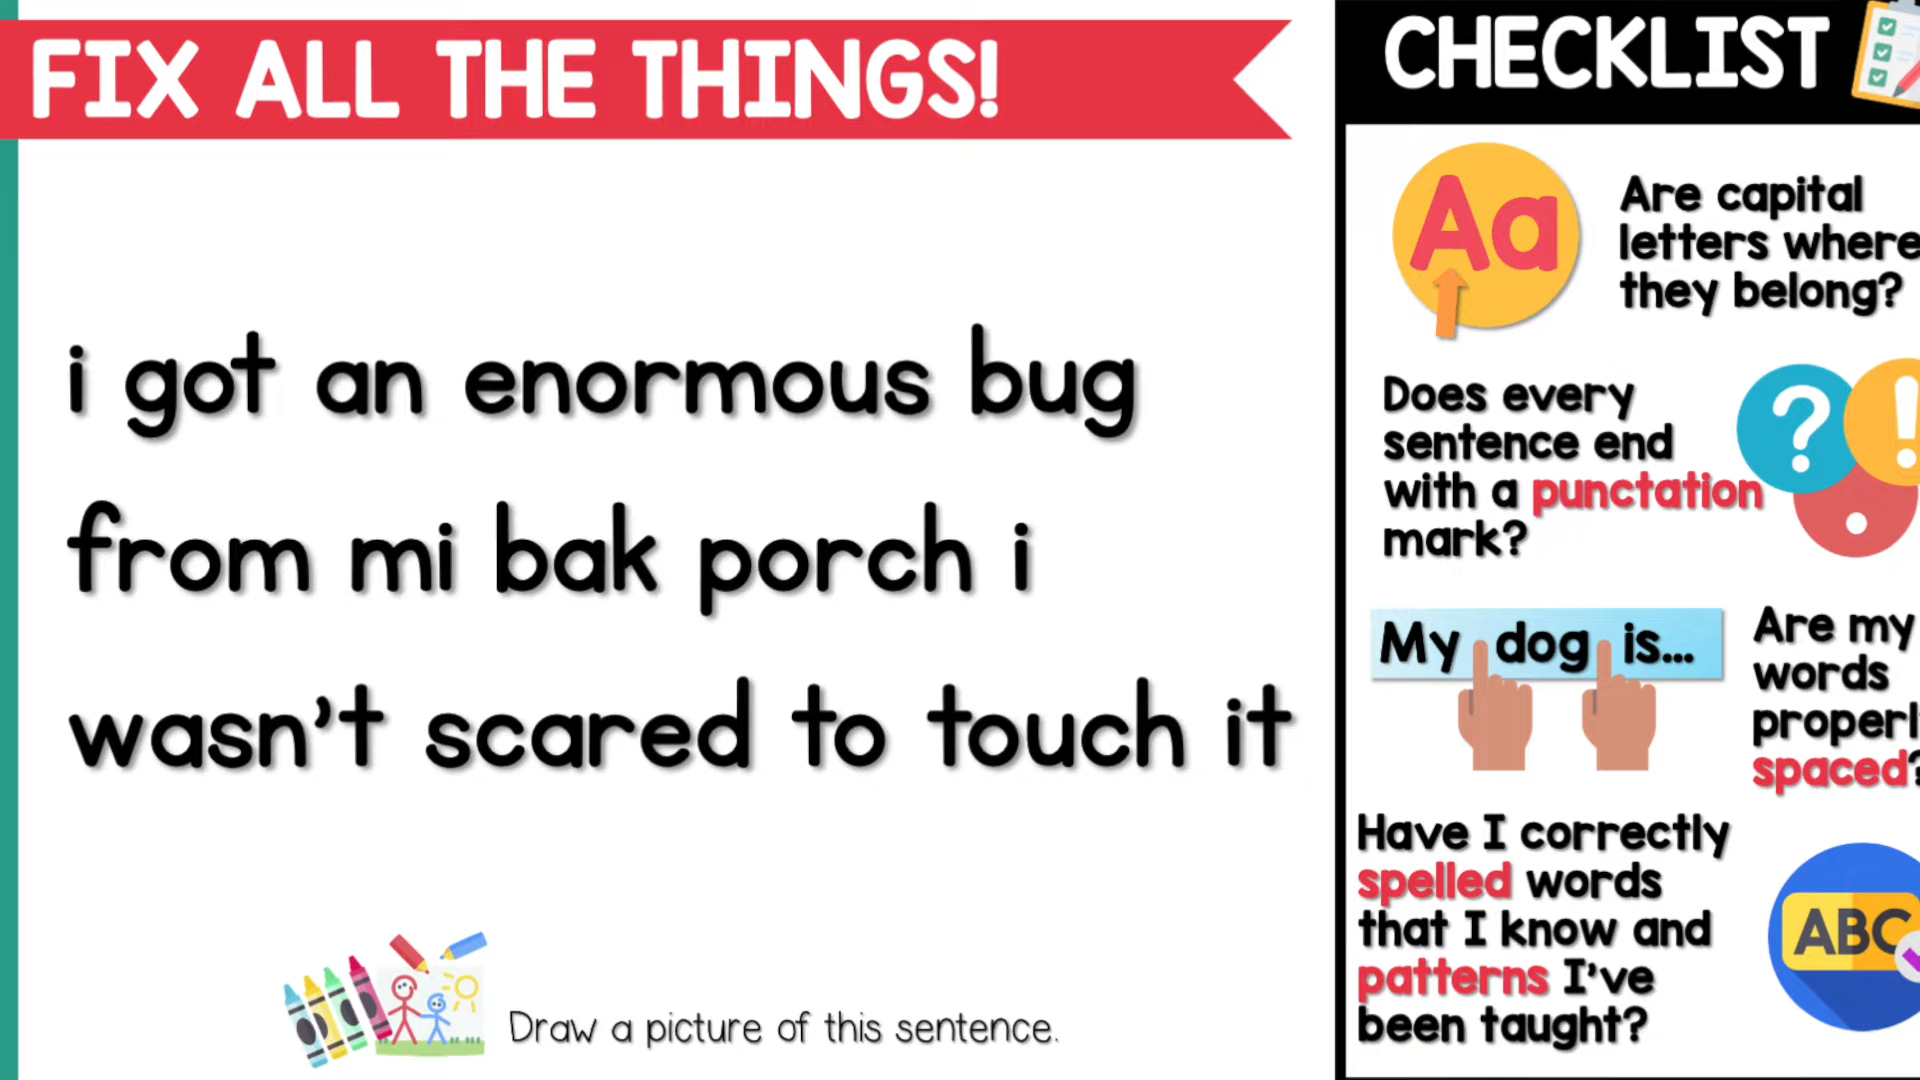 FIX ALL THE THINGS!
i got an enormous bug
from mi bak porch i
wasn't scared to touch it
Draw a picture of this sentence.
CHECKLIST
Aa
Are capital
letters where
they belong?
Does every
sentence end
with a punctation
mark?
? ! .
My dog is...
Are my
words
properl
spaced?
Have I correctly
spelled words
that I know and
patterns I've
been taught?
ABC